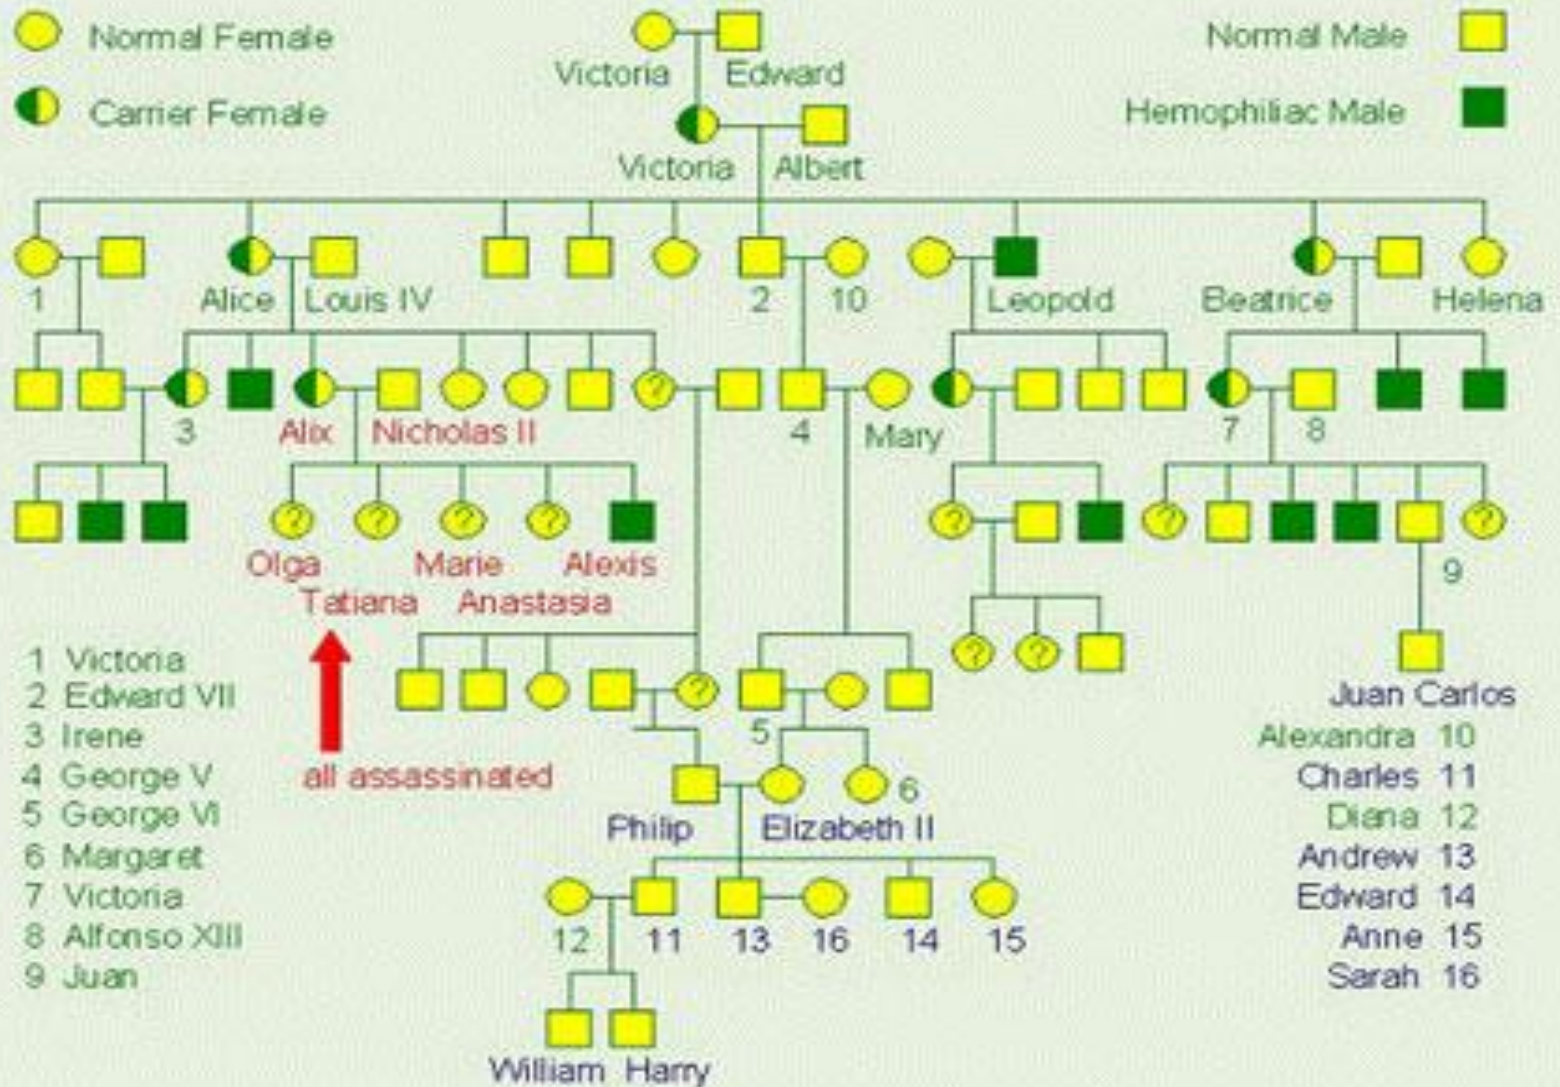 Normal Female
Carrier Female
Normal Male
Hemophiliac Male
Victoria Edward
Victoria Albert
1 Alice Louis IV 2 10 Leopold Beatrice Helena
3 Alix Nicholas II ? 4 Mary 7 8
? ? ? ? ? ? ?
Olga Marie Alexis 9
Tatiana Anastasia
? ?
? 5 Juan Carlos
all assassinated
6
Philip Elizabeth II
12 11 13 16 14 15
William Harry
1 Victoria
2 Edward VII
3 Irene
4 George V
5 George VI
6 Margaret
7 Victoria
8 Alfonso XIII
9 Juan
Alexandra 10
Charles 11
Diana 12
Andrew 13
Edward 14
Anne 15
Sarah 16